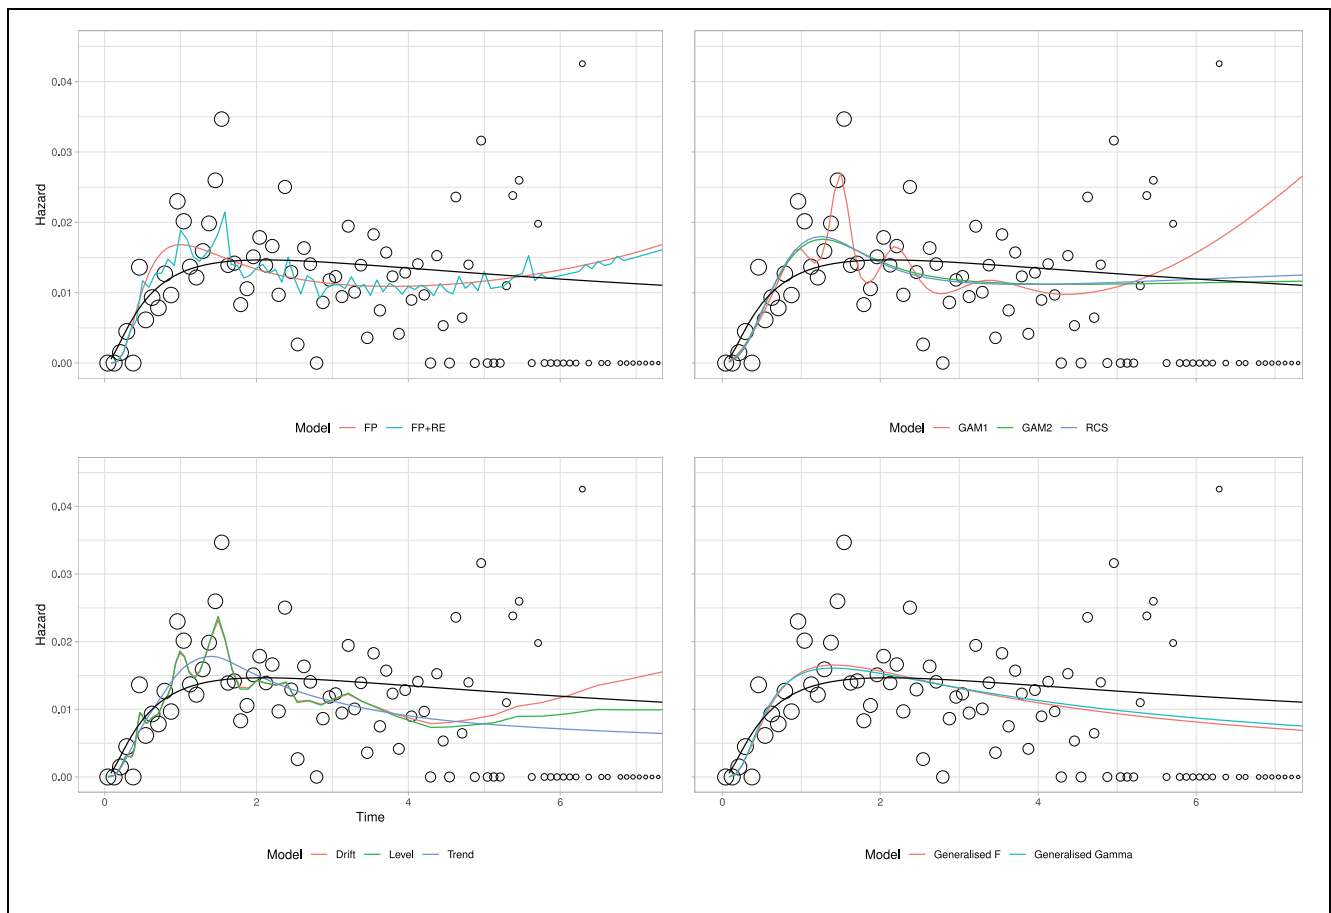 0.04
0.03
0.02
0.01
0.00
Hazard
Model FP FP+RE
Model GAM1 GAM2 RCS
0.04
0.03
0.02
0.01
0.00
Hazard
0 2 4 6
Time
0 2 4 6
Model Drift Level Trend
Model Generalised F Generalised Gamma